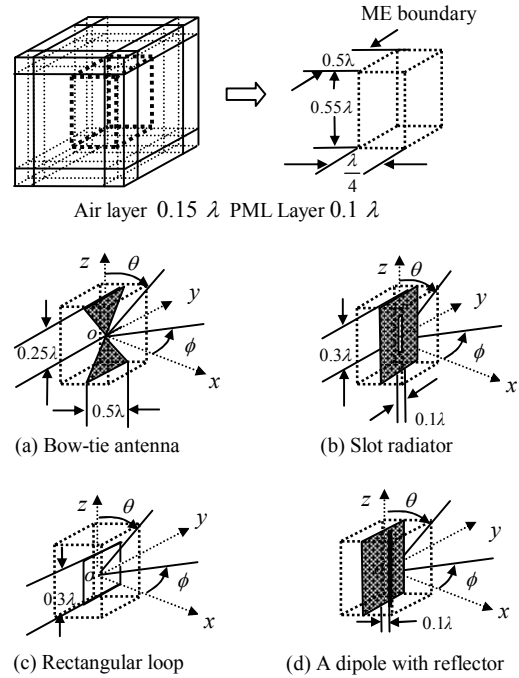 ME boundary
0.5λ
0.55λ
λ
4
Air layer 0.15 λ PML Layer 0.1 λ
z
θ
y
o
0.25λ
ϕ
x
0.5λ
(a) Bow-tie antenna
z
θ
y
0.3λ
ϕ
x
0.1λ
(b) Slot radiator
z
θ
y
o
0.3λ
ϕ
x
(c) Rectangular loop
z
θ
y
ϕ
x
0.1λ
(d) A dipole with reflector